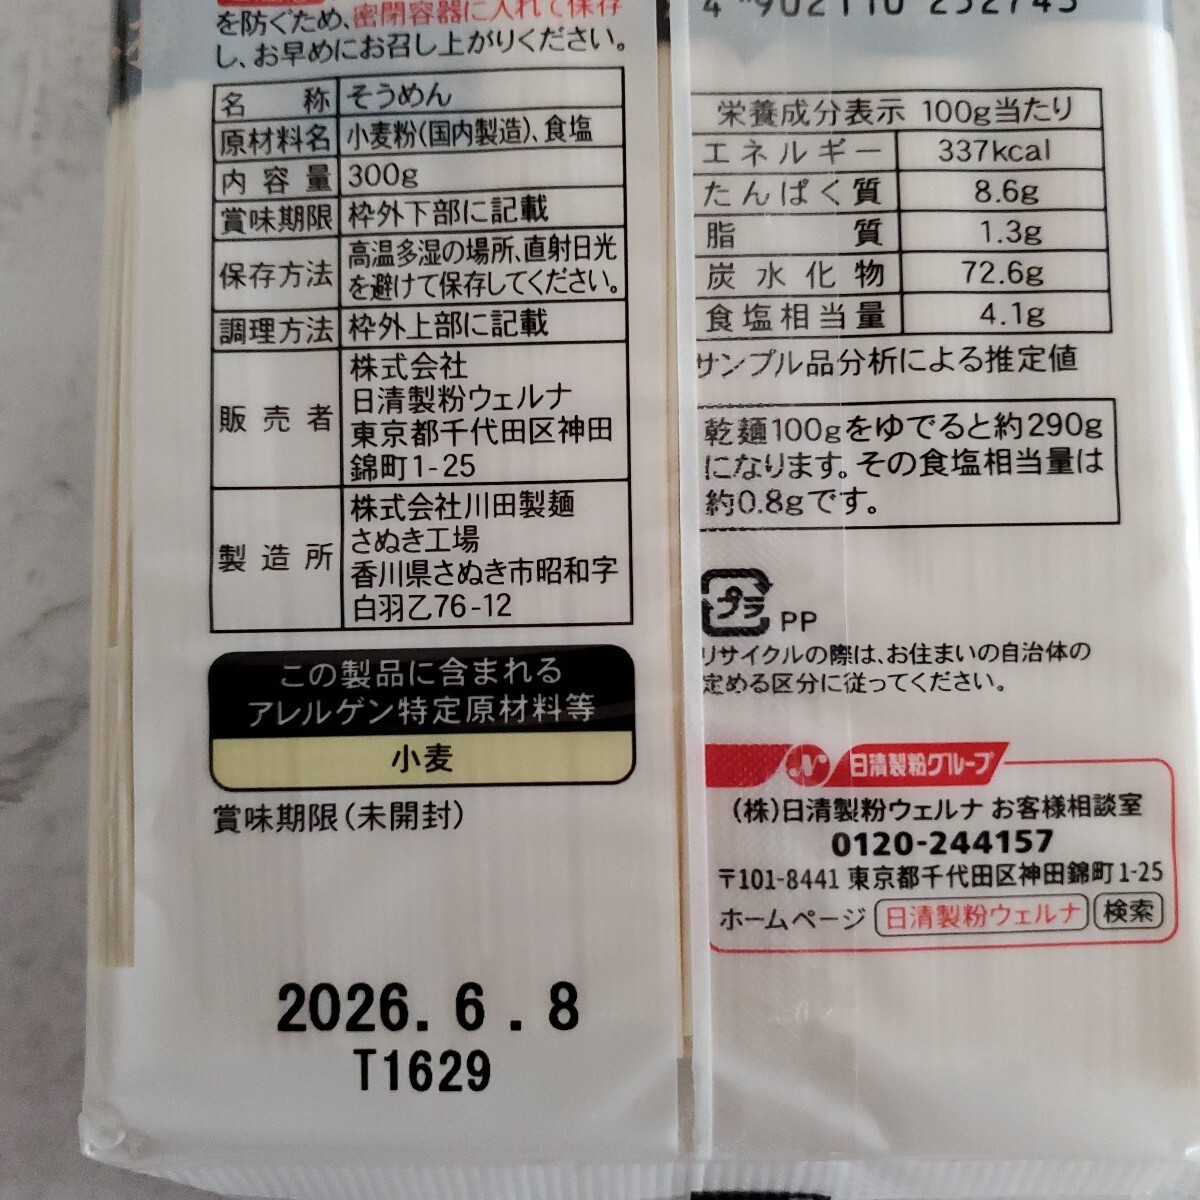 を防ぐため、密閉容器に入れて保存
し、お早めにお召し上がりください。
名称 そうめん
原材料名 小麦粉(国内製造)、食塩
内容量 300g
賞味期限 枠外下部に記載
保存方法 高温多湿の場所、直射日光
を避けて保存してください。
調理方法 枠外上部に記載
販売者 株式会社
日清製粉ウェルナ
東京都千代田区神田
錦町1-25
製造所 株式会社川田製麺
さぬき工場
香川県さぬき市昭和字
白羽乙76-12
この製品に含まれる
アレルゲン特定原材料等
小麦
賞味期限(未開封)
2026. 6 . 8
T1629
4 902110 252745
栄養成分表示 100g当たり
エネルギー 337kcal
たんぱく質 8.6g
脂質 1.3g
炭水化物 72.6g
食塩相当量 4.1g
サンプル品分析による推定値
乾麺100gをゆでると約290g
になります。その食塩相当量は
約0.8gです。
プラ PP
リサイクルの際は、お住まいの自治体の
定める区分に従ってください。
日清製粉グループ
(株)日清製粉ウェルナ お客様相談室
0120-244157
〒101-8441 東京都千代田区神田錦町1-25
ホームページ 日清製粉ウェルナ 検索